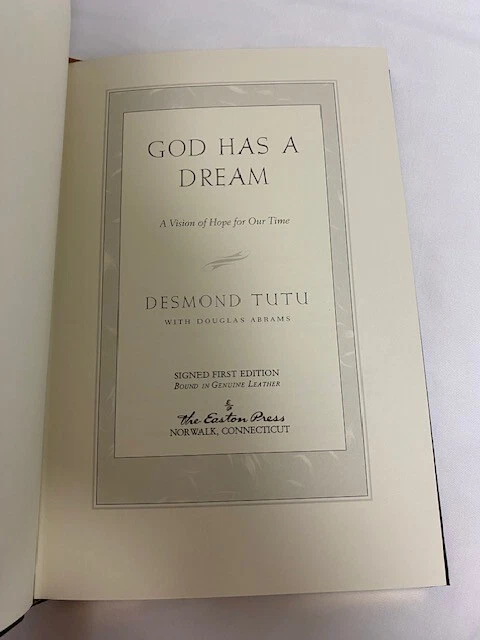 GOD HAS A
DREAM
A Vision of Hope for Our Time
DESMOND TUTU
WITH DOUGLAS ABRAMS
SIGNED FIRST EDITION
BOUND IN GENUINE LEATHER
The Easton Press
NORWALK, CONNECTICUT